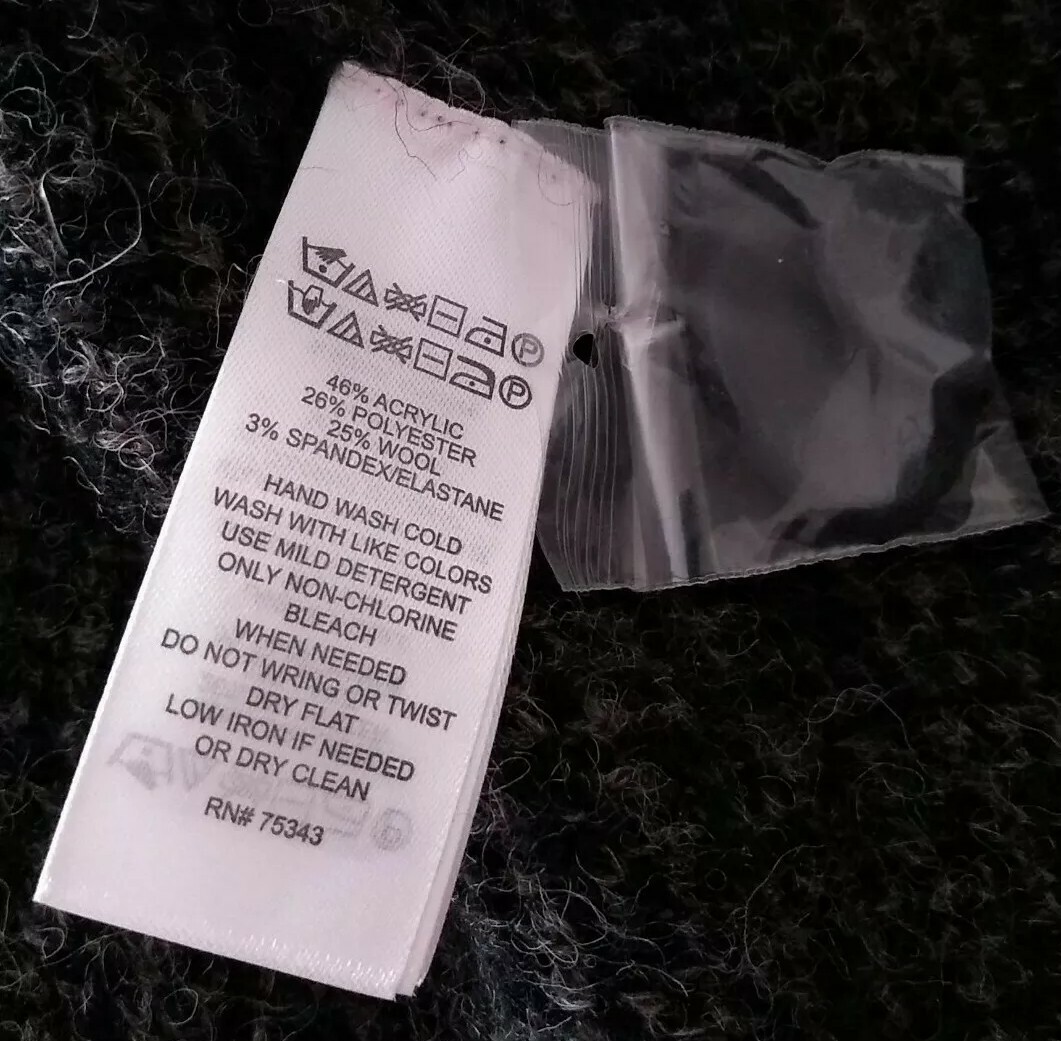 P
P
46% ACRYLIC
26% POLYESTER
25% WOOL
3% SPANDEX/ELASTANE
HAND WASH COLD
WASH WITH LIKE COLORS
USE MILD DETERGENT
ONLY NON-CHLORINE
BLEACH
WHEN NEEDED
DO NOT WRING OR TWIST
DRY FLAT
LOW IRON IF NEEDED
OR DRY CLEAN
RN# 75343